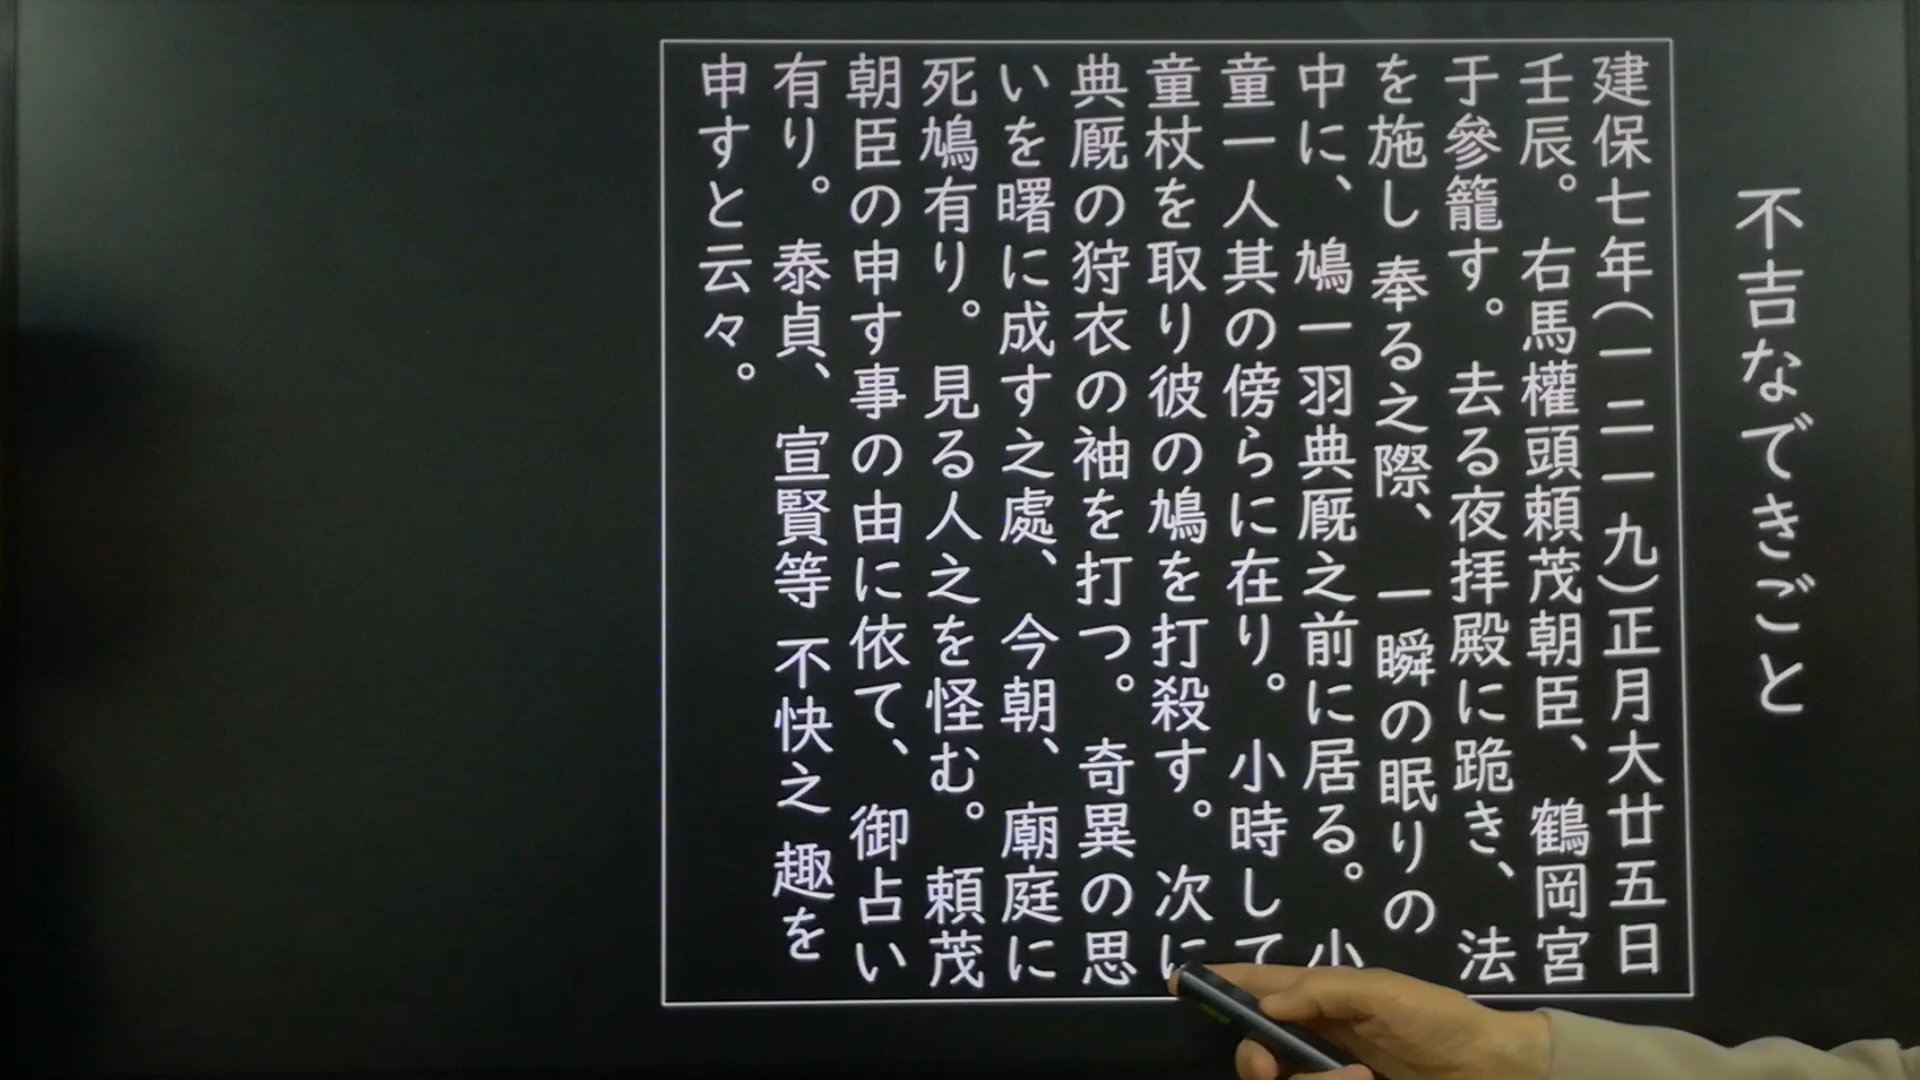 不吉なできごと
建保七年(一二一九)正月大廿五日
壬辰。右馬權頭頼茂朝臣、鶴岡宮
于參籠す。去る夜拝殿に跪き、法
を施し奉る之際、一瞬の眠りの
中に、鳩一羽典厩之前に居る。小
童一人其の傍らに在り。小時して
童杖を取り彼の鳩を打殺す。次に
典厩の狩衣の袖を打つ。奇異の思
いを曙に成す之處、今朝、廟庭に
死鳩有り。見る人之を怪む。頼茂
朝臣の申す事の由に依て、御占い
有り。泰貞、宣賢等不快之趣を
申すと云々。